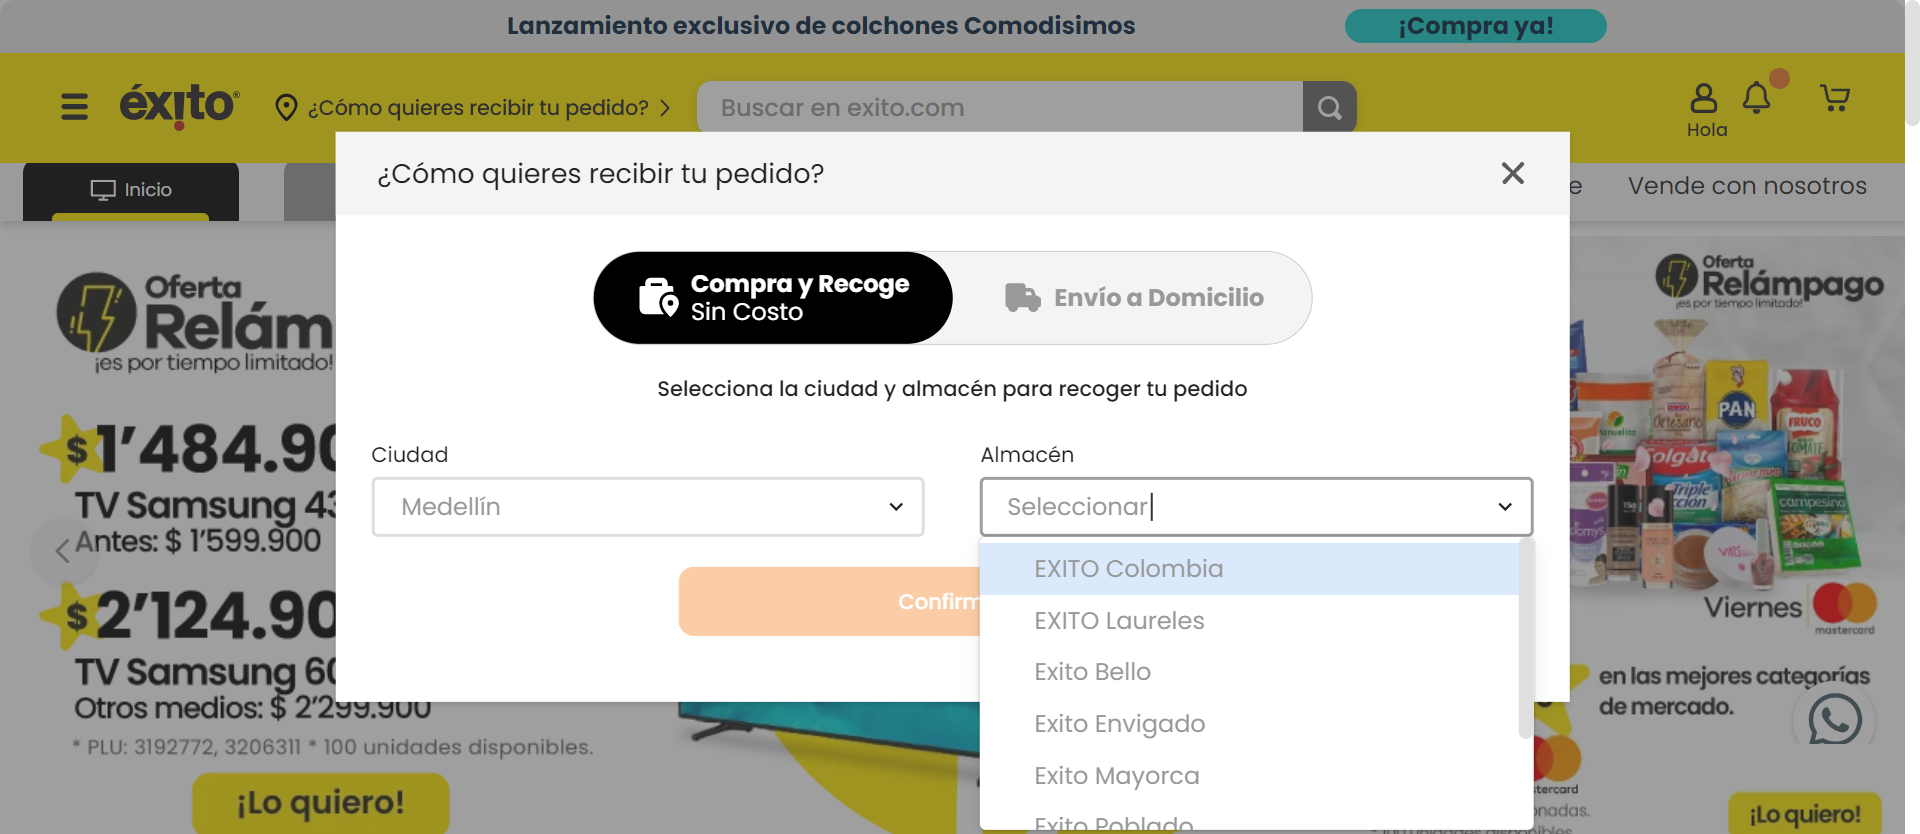 Lanzamiento exclusivo de colchones Comodisimos
¡Compra ya!
éxito
¿Cómo quieres recibir tu pedido?
Buscar en exito.com
Hola
Inicio
Vende con nosotros
¿Cómo quieres recibir tu pedido?
Compra y Recoge
Sin Costo
Envío a Domicilio
Selecciona la ciudad y almacén para recoger tu pedido
Ciudad
Almacén
Medellín
Seleccionar
EXITO Colombia
EXITO Laureles
Exito Bello
Exito Envigado
Exito Mayorca
Exito Poblado
Confirm
Oferta
Relám
¡es por tiempo limitado!
$1'484.90
TV Samsung 43
Antes: $ 1'599.900
$2'124.90
TV Samsung 60
Otros medios: $ 2'299.900
* PLU: 3192772, 3206311 * 100 unidades disponibles.
¡Lo quiero!
Oferta
Relámpago
¡es por tiempo limitado!
PAN
FRUCO
Colgate
campesino
Viernes
mastercard
en las mejores categorías
de mercado.
¡Lo quiero!